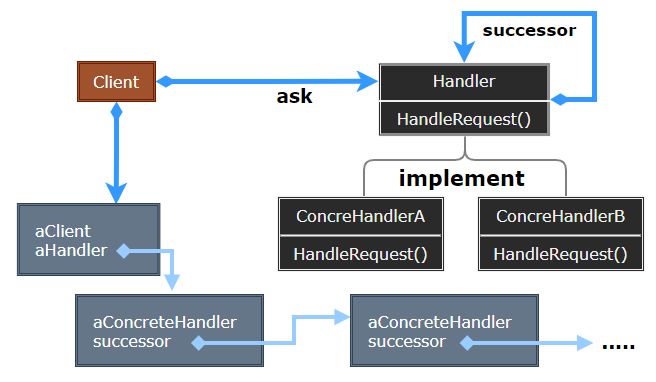 successor
Client
ask
Handler
HandleRequest()
implement
ConcreHandlerA
HandleRequest()
ConcreHandlerB
HandleRequest()
aClient
aHandler
aConcreteHandler
successor
aConcreteHandler
successor
.....